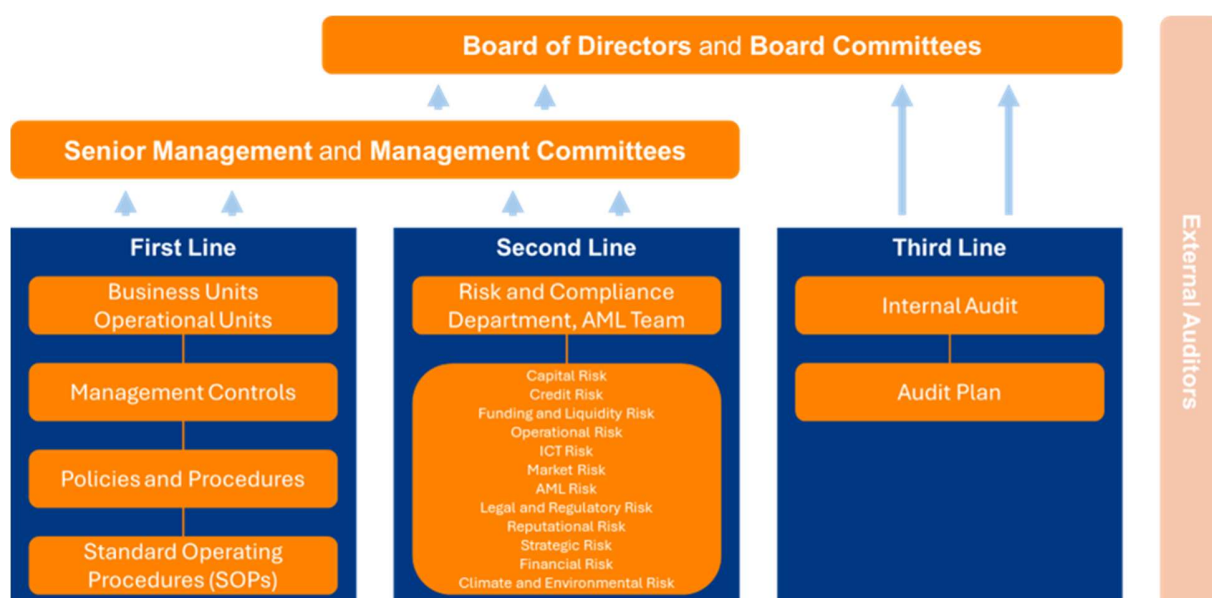 Board of Directors and Board Committees
Senior Management and Management Committees
First Line
Business Units
Operational Units
Management Controls
Policies and Procedures
Standard Operating
Procedures (SOPs)
Second Line
Risk and Compliance
Department, AML Team
Capital Risk
Credit Risk
Funding and Liquidity Risk
Operational Risk
ICT Risk
Market Risk
AML Risk
Legal and Regulatory Risk
Reputational Risk
Strategic Risk
Financial Risk
Climate and Environmental Risk
Third Line
Internal Audit
Audit Plan
External Auditors